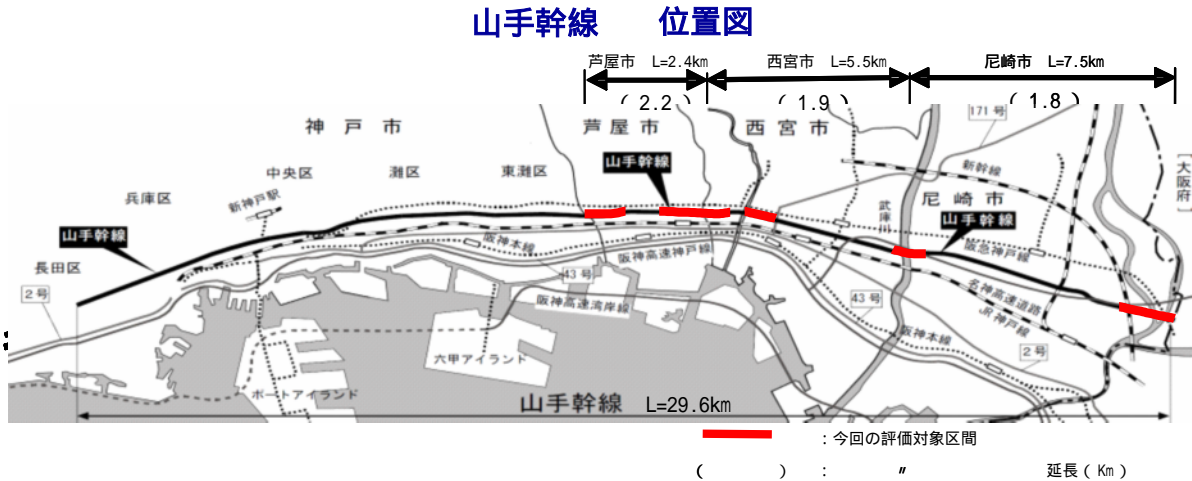 山手幹線　位置図
芦屋市 L=2.4km
西宮市 L=5.5km
尼崎市 L=7.5km
( 2.2 )
( 1.9 )
( 1.8 )
171号
神戸市
芦屋市
西宮市
[大阪府]
新幹線
山手幹線
中央区
灘区
東灘区
兵庫区
新神戸駅
尼崎市
武庫川
山手幹線
山手幹線
阪急神戸線
阪神本線
阪神高速神戸線
長田区
43号
2号
名神高速道路
43号
阪神高速湾岸線
JR神戸線
阪神本線
2号
六甲アイランド
ポートアイランド
山手幹線 L=29.6km
：今回の評価対象区間
(　　) ： 〃 延長（Km）